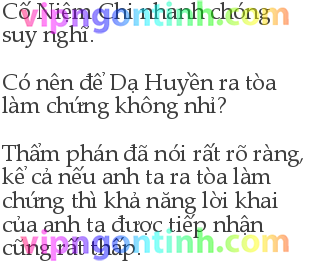 Cố Niệm Chi nhanh chóng
suy nghĩ.
Có nên để Dạ Huyền ra tòa
làm chứng không nhỉ?
Thẩm phán đã nói rất rõ ràng,
kể cả nếu anh ta ra tòa làm
chứng thì khả năng lời khai
của anh ta được tiếp nhận
cũng rất thấp.
vipngontinh.com
vipngontinh.com